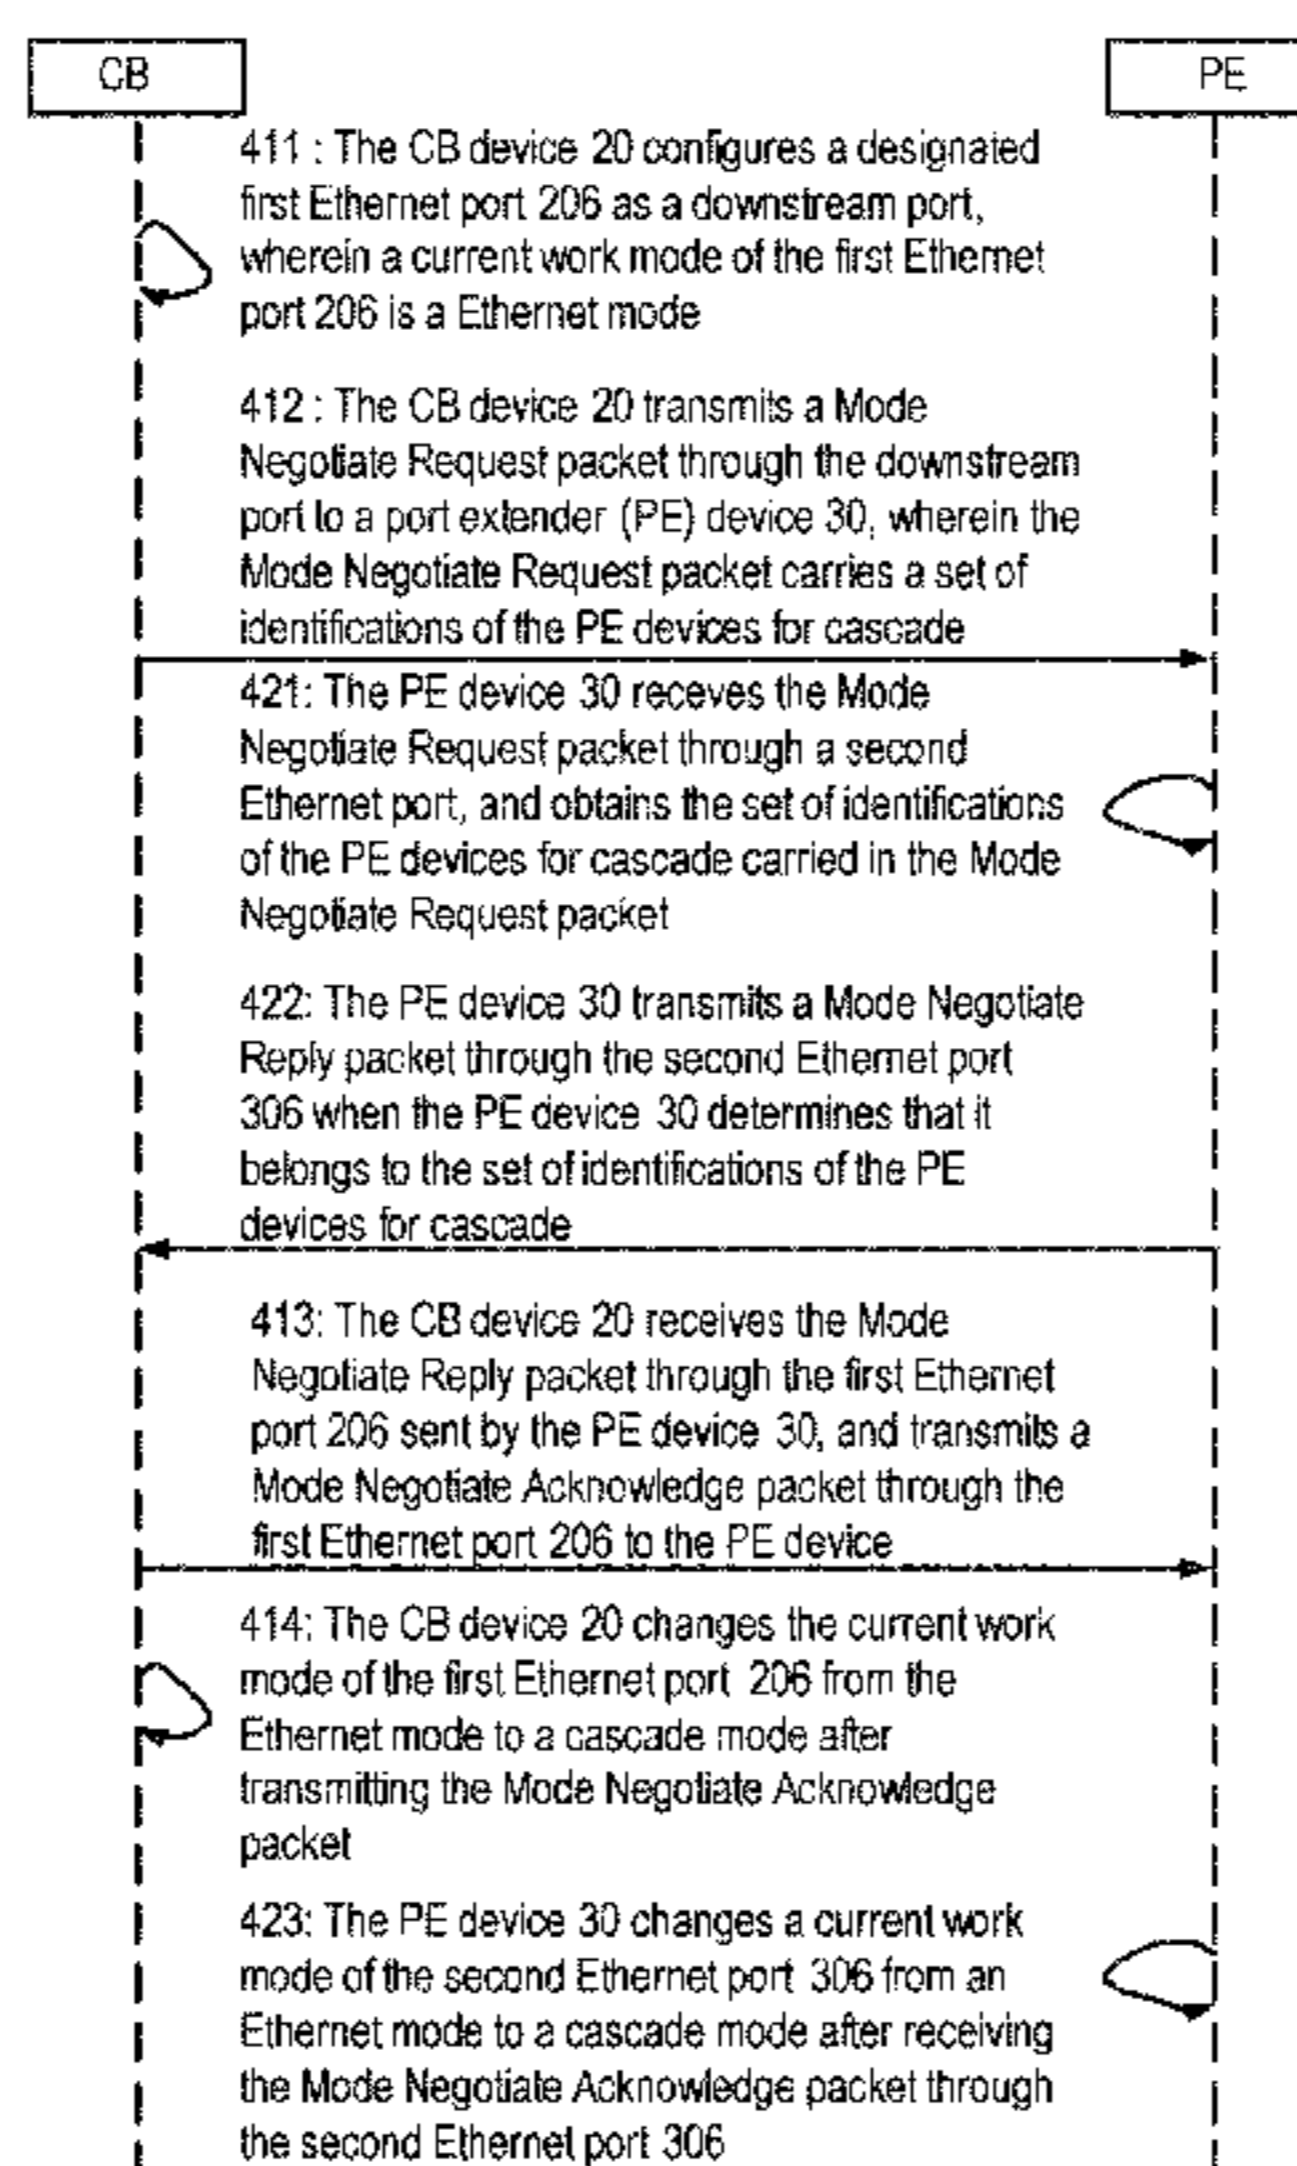 CB
PE
411 : The CB device 20 configures a designated
first Ethernet port 206 as a downstream port,
wherein a current work mode of the first Ethernet
port 206 is a Ethernet mode
412 : The CB device 20 transmits a Mode
Negotiate Request packet through the downstream
port to a port extender (PE) device 30, wherein the
Mode Negotiate Request packet carries a set of
identifications of the PE devices for cascade
421: The PE device 30 receves the Mode
Negotiate Request packet through a second
Ethernet port, and obtains the set of identifications
of the PE devices for cascade carried in the Mode
Negotiate Request packet
422: The PE device 30 transmits a Mode Negotiate
Reply packet through the second Ethernet port
306 when the PE device 30 determines that it
belongs to the set of identifications of the PE
devices for cascade
413: The CB device 20 receives the Mode
Negotiate Reply packet through the first Ethernet
port 206 sent by the PE device 30, and transmits a
Mode Negotiate Acknowledge packet through the
first Ethernet port 206 to the PE device
414: The CB device 20 changes the current work
mode of the first Ethernet port 206 from the
Ethernet mode to a cascade mode after
transmitting the Mode Negotiate Acknowledge
packet
423: The PE device 30 changes a current work
mode of the second Ethernet port 306 from an
Ethernet mode to a cascade mode after receiving
the Mode Negotiate Acknowledge packet through
the second Ethernet port 306